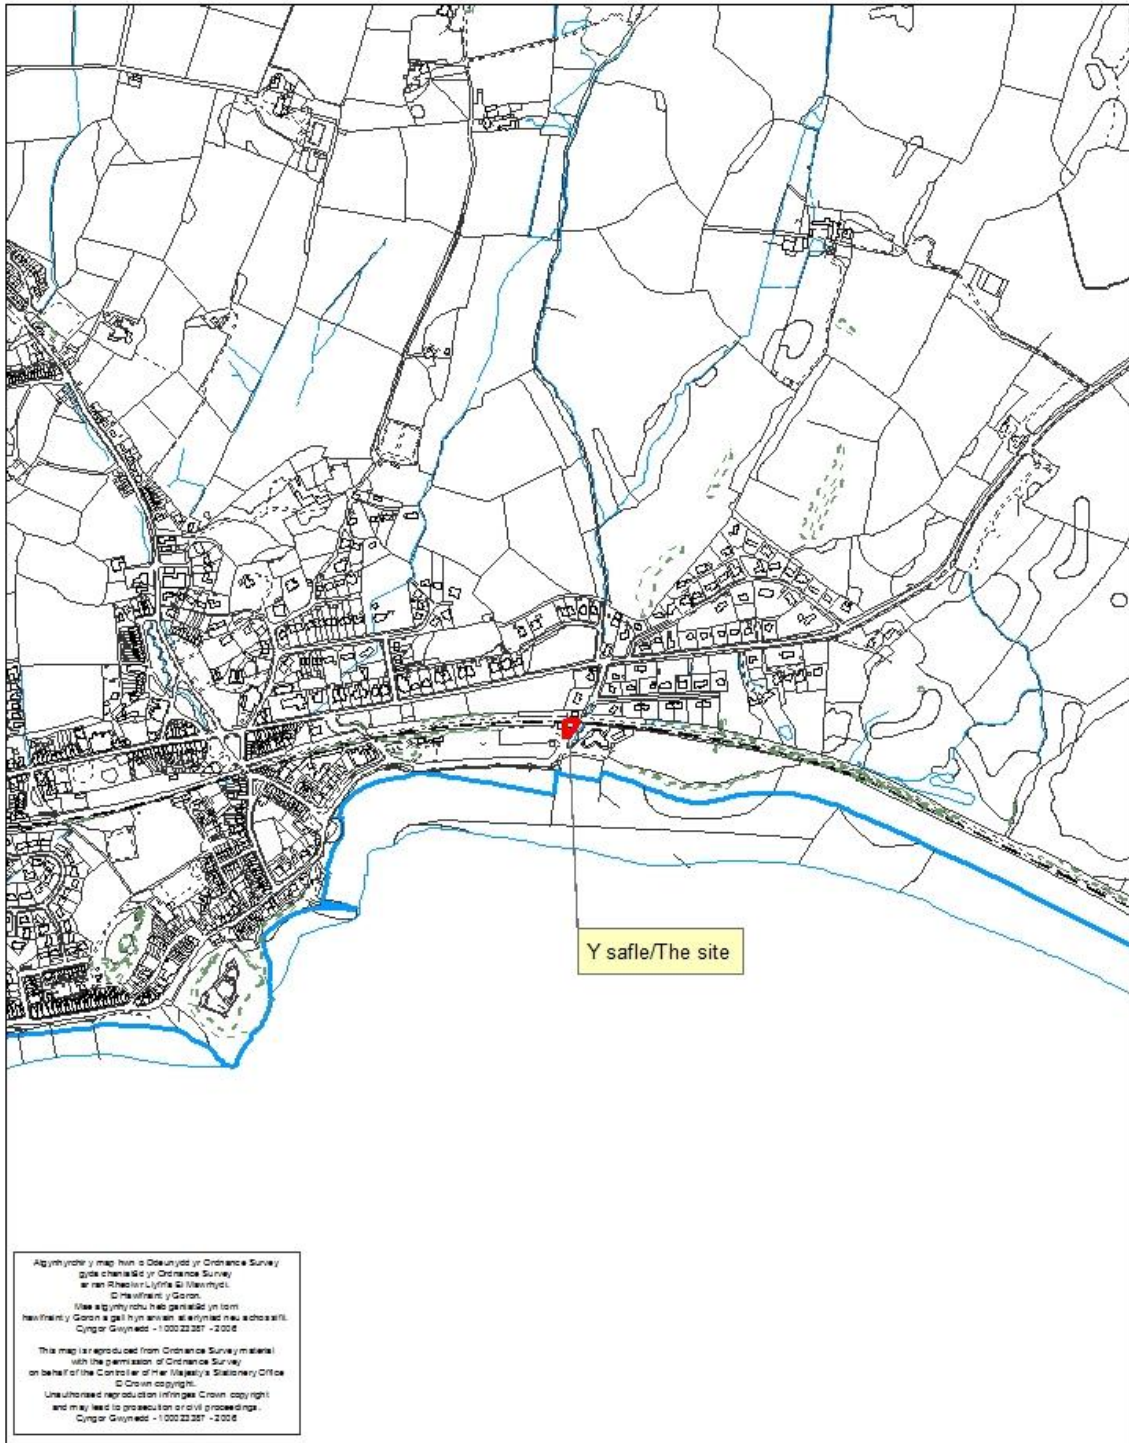 Y safle/The site
Atgynhyrchir y map hwn o Ddeunydd yr Ordnance Survey
gyda chaniatâd yr Ordnance Survey
ar ran Rheolwr Llyfrfa Ei Mawrhydi.
© Hawlfraint y Goron.
Mae atgynhyrchu heb ganiatâd yn torri
hawlfraint y Goron a gall hyn arwain at erlyniad neu achos sifil.
Cyngor Gwynedd - 100023387 - 2008
This map is reproduced from Ordnance Survey material
with the permission of Ordnance Survey
on behalf of the Controller of Her Majesty's Stationery Office
© Crown copyright.
Unauthorised reproduction infringes Crown copyright
and may lead to prosecution or civil proceedings.
Cyngor Gwynedd - 100023387 - 2008